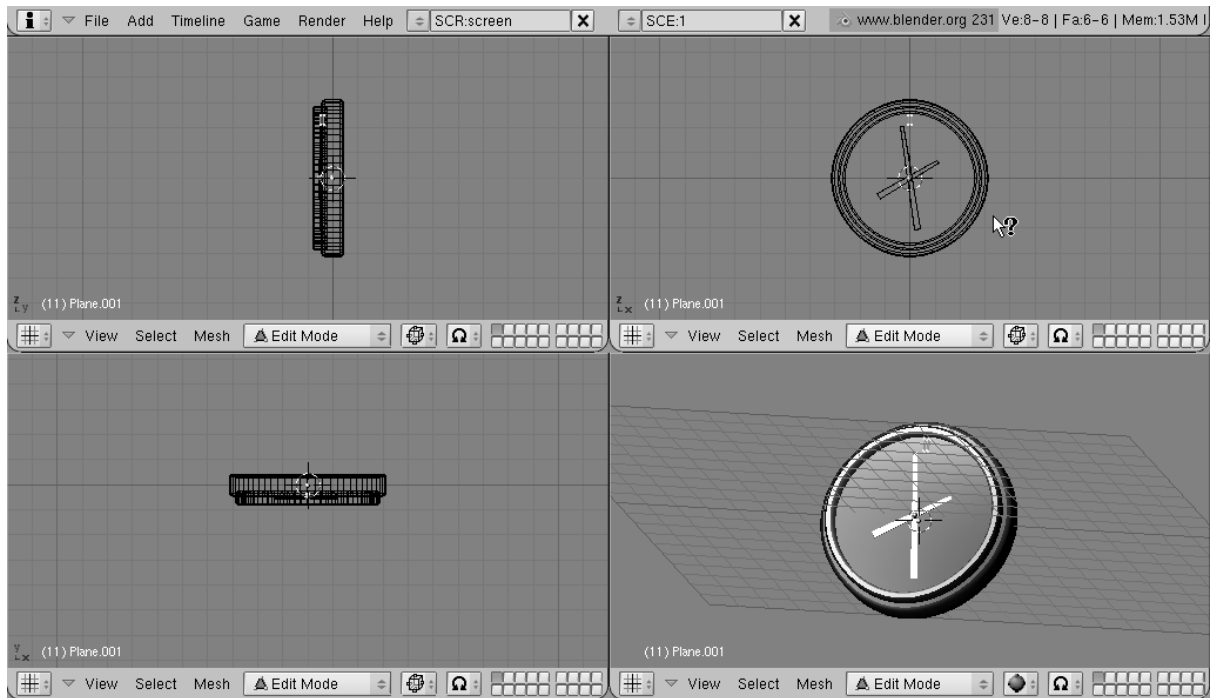 File Add Timeline Game Render Help SCR:screen X SCE:1 X www.blender.org 231 Ve:8-8 | Fa:6-6 | Mem:1.53M
z y (11) Plane.001
z x (11) Plane.001
View Select Mesh Edit Mode
View Select Mesh Edit Mode
y x (11) Plane.001
(11) Plane.001
View Select Mesh Edit Mode
View Select Mesh Edit Mode